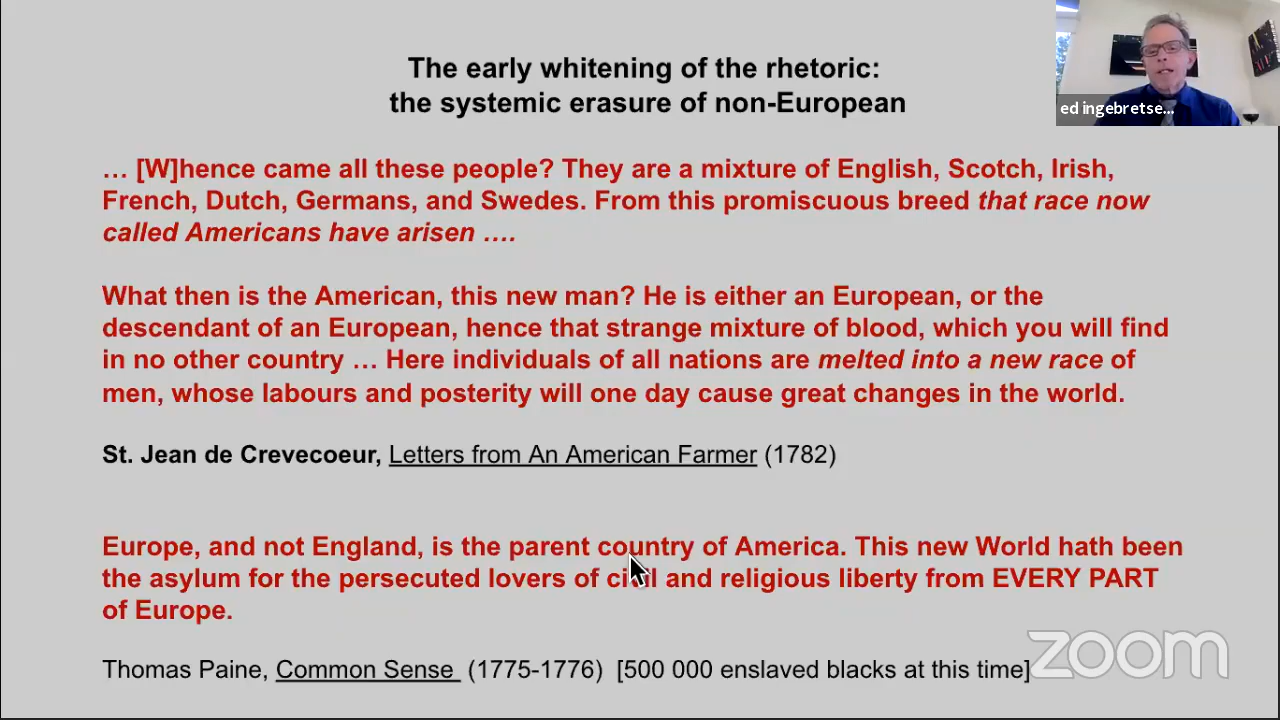 The early whitening of the rhetoric:
the systemic erasure of non-European
ed ingebretse...
… [W]hence came all these people? They are a mixture of English, Scotch, Irish,
French, Dutch, Germans, and Swedes. From this promiscuous breed that race now
called Americans have arisen ….
What then is the American, this new man? He is either an European, or the
descendant of an European, hence that strange mixture of blood, which you will find
in no other country … Here individuals of all nations are melted into a new race of
men, whose labours and posterity will one day cause great changes in the world.
St. Jean de Crevecoeur, Letters from An American Farmer (1782)
Europe, and not England, is the parent country of America. This new World hath been
the asylum for the persecuted lovers of civil and religious liberty from EVERY PART
of Europe.
Thomas Paine, Common Sense (1775-1776) [500 000 enslaved blacks at this time]
zoom